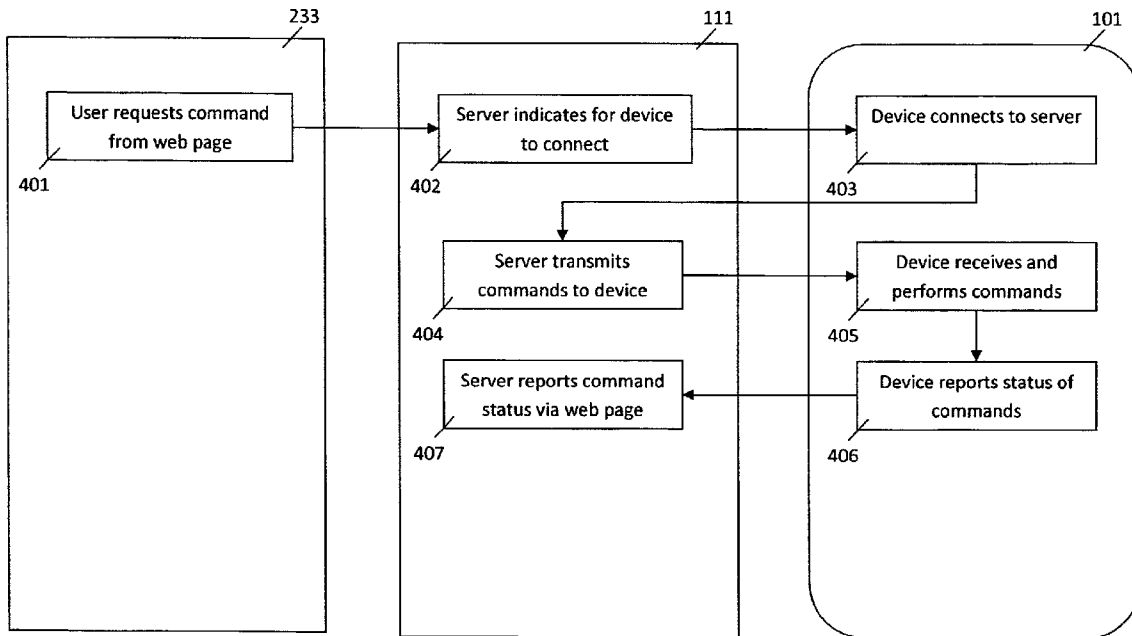 233
111
101
User requests command
from web page
401
Server indicates for device
to connect
402
Device connects to server
403
Server transmits
commands to device
404
Device receives and
performs commands
405
Server reports command
status via web page
407
Device reports status of
commands
406